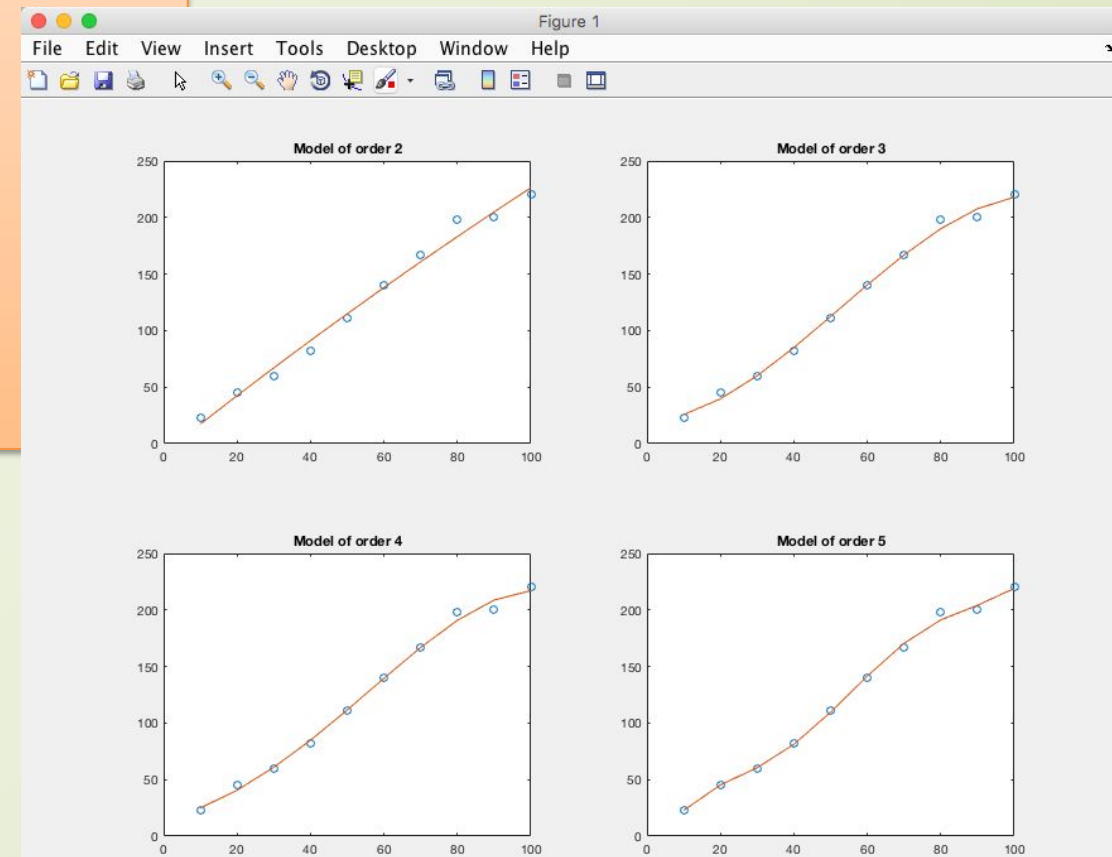 Figure 1
File Edit View Insert Tools Desktop Window Help
Model of order 2
250
200
150
100
50
0
0 20 40 60 80 100
Model of order 3
250
200
150
100
50
0
0 20 40 60 80 100
Model of order 4
250
200
150
100
50
0
0 20 40 60 80 100
Model of order 5
250
200
150
100
50
0
0 20 40 60 80 100